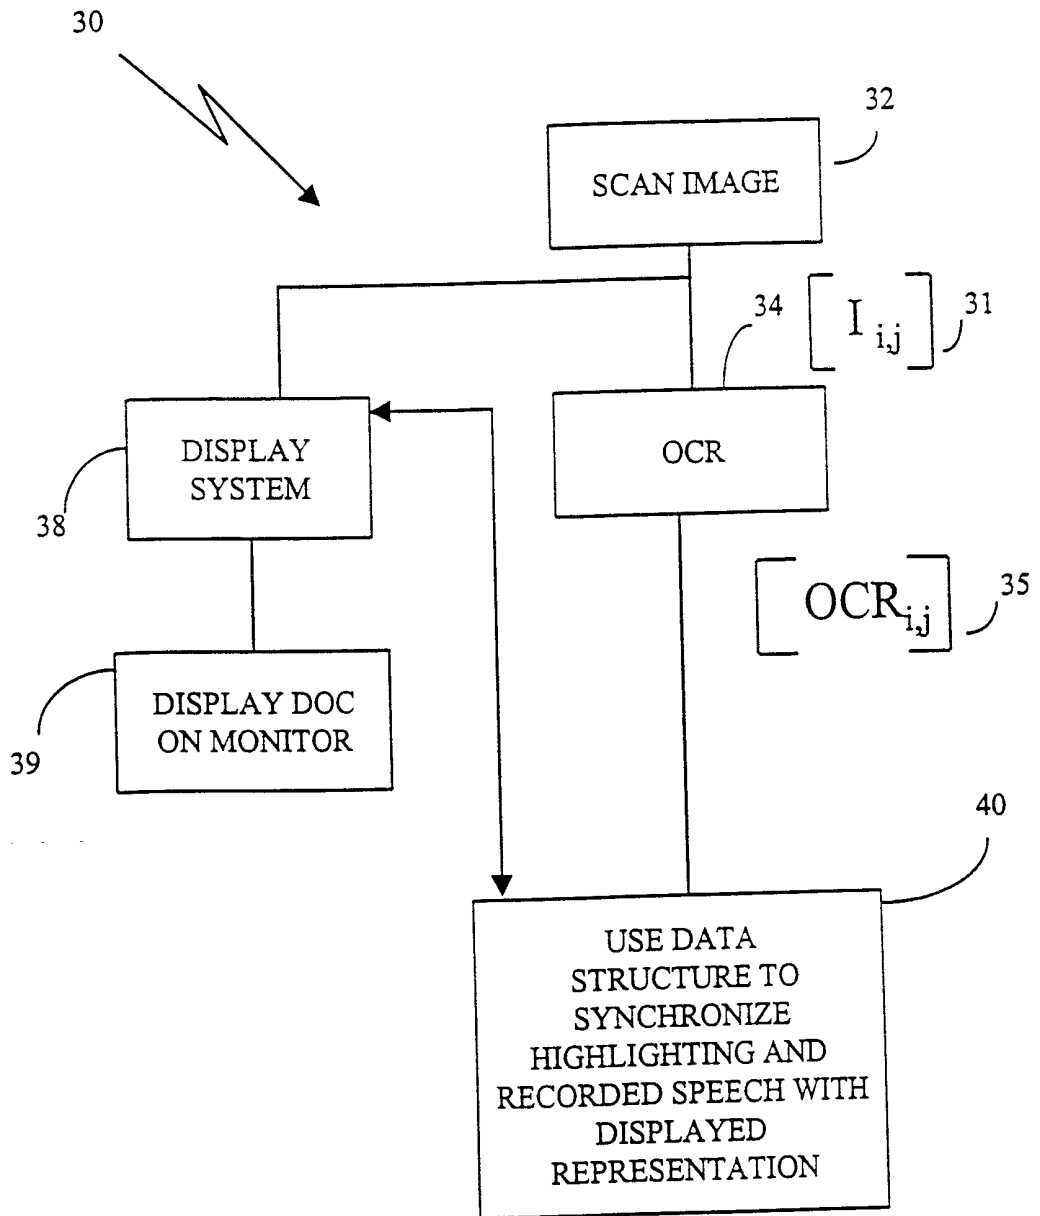 30
32
SCAN IMAGE
34
[ I i,j ]
31
DISPLAY
SYSTEM
OCR
38
[ OCR i,j ]
35
DISPLAY DOC
ON MONITOR
39
40
USE DATA
STRUCTURE TO
SYNCHRONIZE
HIGHLIGHTING AND
RECORDED SPEECH WITH
DISPLAYED
REPRESENTATION